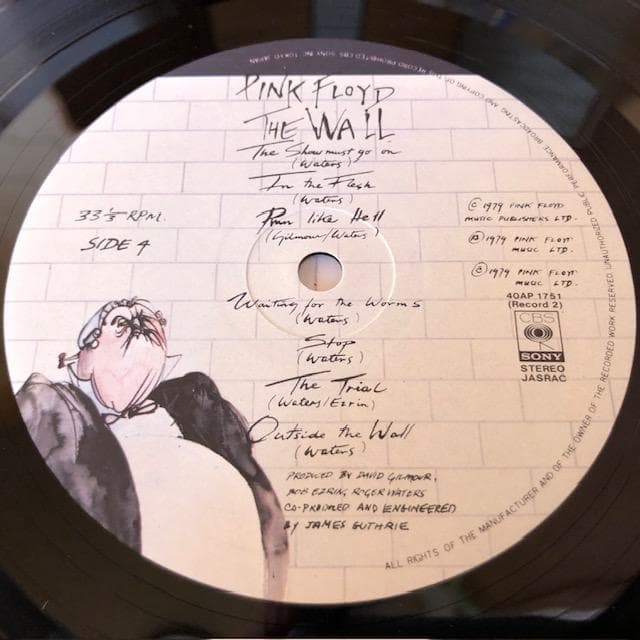 PINK FLOYD
THE WALL
The Show must go on
(Waters)
In the Flesh
(Waters)
Run like Hell
(Gilmour/Waters)
Waiting for the Worms
(Waters)
Stop
(Waters)
The Trial
(Waters/Ezrin)
Outside the Wall
(Waters)
PRODUCED BY DAVID GILMOUR,
BOB EZRIN, ROGER WATERS
CO-PRODUCED AND ENGINEERED
BY JAMES GUTHRIE
33 1/3 RPM.
SIDE 4
© 1979 PINK FLOYD
MUSIC PUBLISHERS LTD.
℗ 1979 PINK FLOYD
MUSIC LTD.
© 1979 PINK FLOYD
MUSIC LTD.
40AP 1751
(Record 2)
CBS
SONY
STEREO
JASRAC
ALL RIGHTS OF THE MANUFACTURER AND OF THE OWNER OF THE RECORDED WORK RESERVED UNAUTHORIZED PUBLIC PERFORMANCE BROADCASTING AND COPYING OF THIS RECORD PROHIBITED CBS SONY INC TOKYO JAPAN